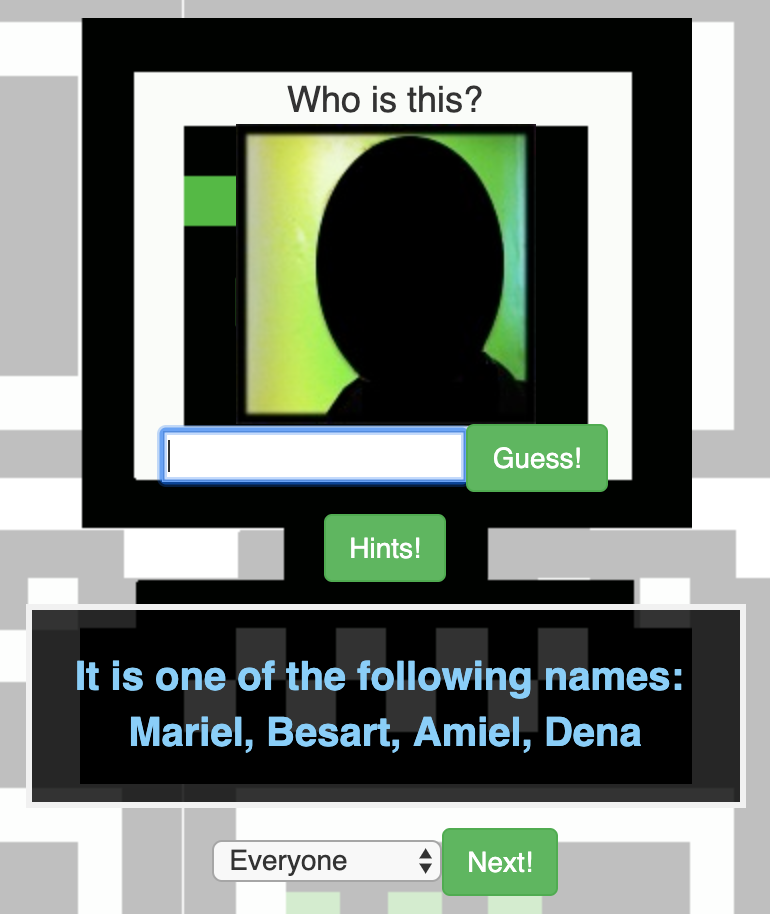 Who is this?
Guess!
Hints!
It is one of the following names:
Mariel, Besart, Amiel, Dena
Everyone
Next!